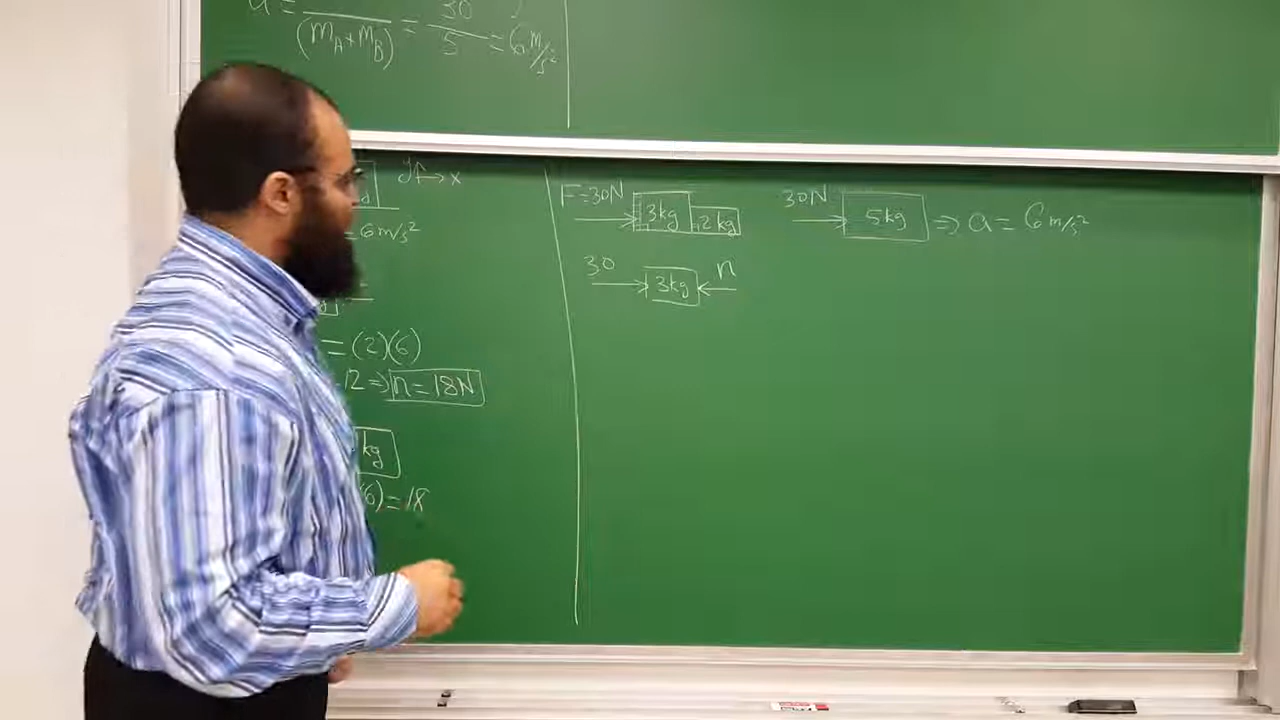 a =
(mA+mB) = 30/5 = 6 m/s²
y x
= 6 m/s²
= (2)(6)
12 ⇒ n = 18N
kg
(6) = 18
F=30N 3kg 2kg
30N 5kg ⇒ a = 6 m/s²
30 3kg n